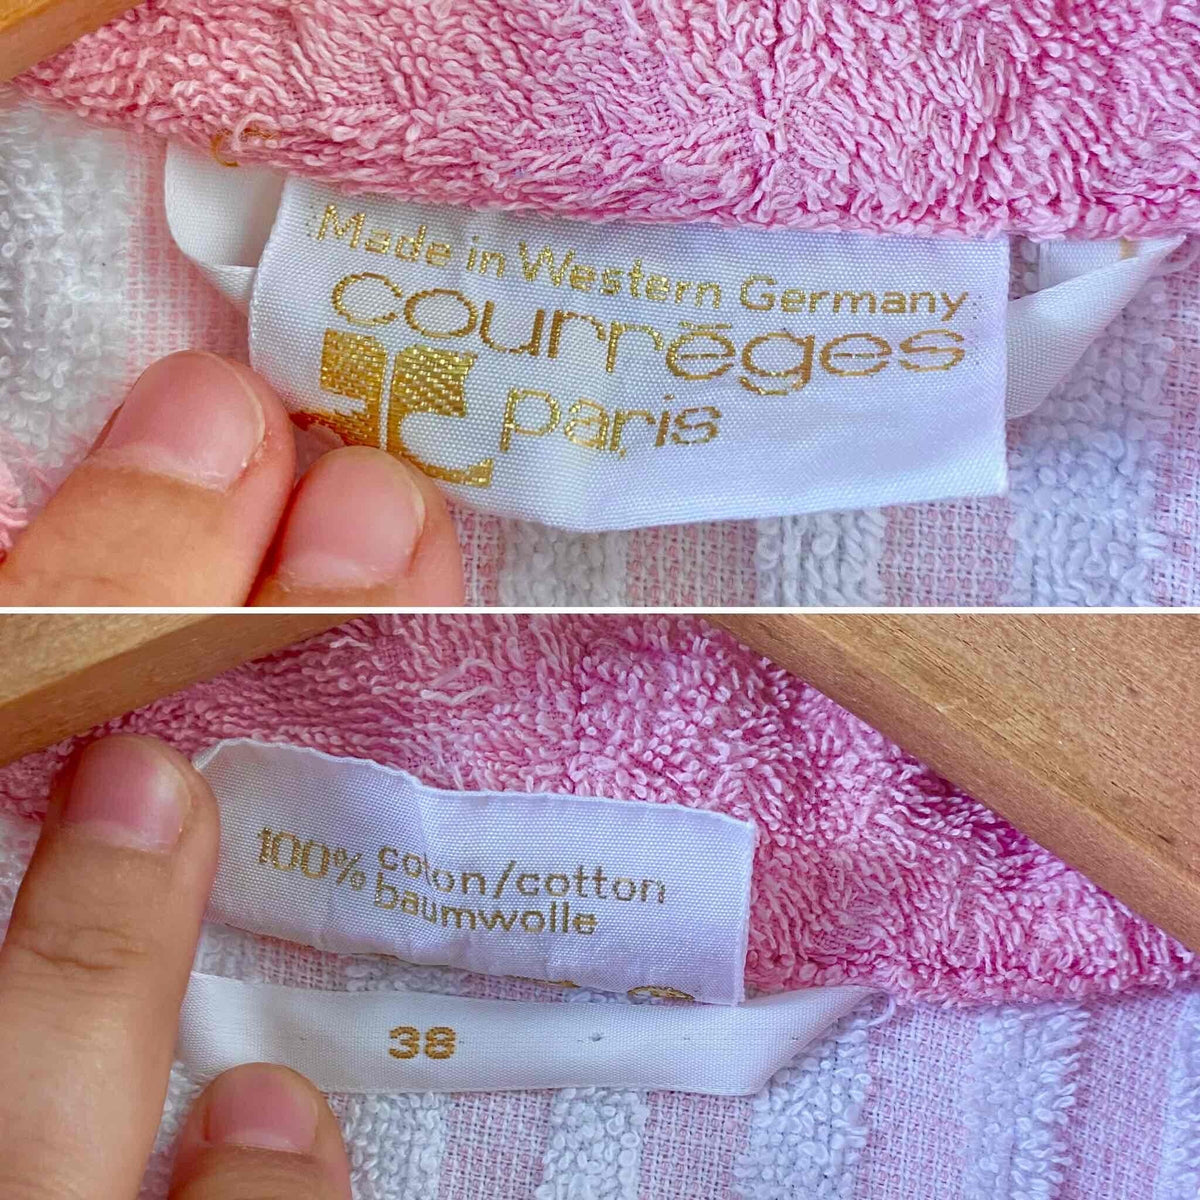 Made in Western Germany
courrēges
paris
100% coton/cotton
baumwolle
38